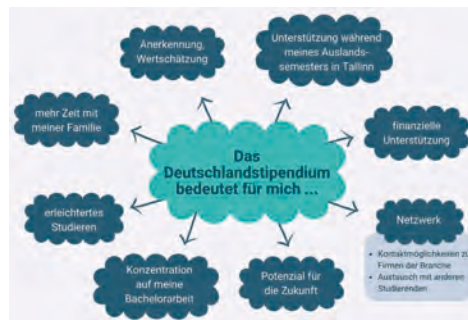 Anerkennung,
Wertschätzung
Unterstützung während
meines Auslands-
semesters in Tallinn
mehr Zeit mit
meiner Familie
finanzielle
Unterstützung
Das
Deutschlandstipendium
bedeutet für mich ...
erleichtertes
Studieren
Netzwerk
• Kontaktmöglichkeiten zu
Firmen der Branche
• Austausch mit anderen
Studierenden
Konzentration
auf meine
Bachelorarbeit
Potenzial für
die Zukunft